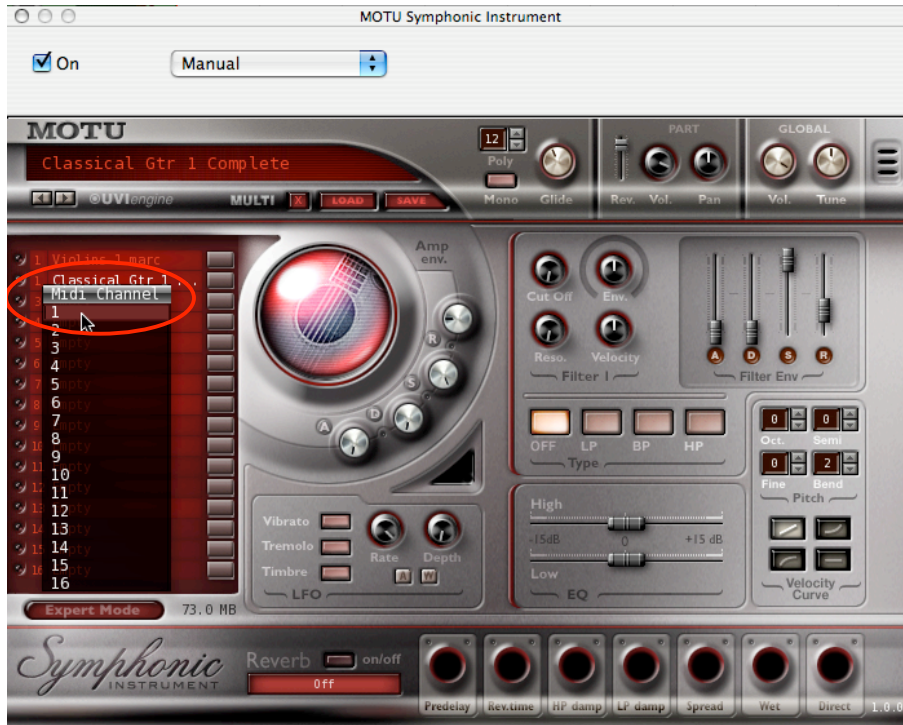 MOTU Symphonic Instrument
On
Manual
MOTU
Classical Gtr 1 Complete
UVIengine
MULTI X LOAD SAVE
12
Poly
Mono
Glide
PART
Rev. Vol. Pan
GLOBAL
Vol. Tune
1 Violins 1 marc
1 Classical Gtr 1 ...
Midi Channel
1
2
3
4
5
6
7
8
9
10
11
12
13
14
15
16
Expert Mode
73.0 MB
Amp
env.
A
D
S
R
Vibrato
Tremolo
Timbre
Rate Depth
A W
LFO
Cut Off Env.
Reso. Velocity
Filter 1
A D S R
Filter Env
OFF LP BP HP
Type
High
-15dB 0 +15 dB
Low
EQ
0 0
Oct. Semi
0 2
Fine Bend
Pitch
Velocity
Curve
Symphonic
INSTRUMENT
Reverb on/off
Off
Predelay Rev.time HP damp LP damp Spread Wet Direct